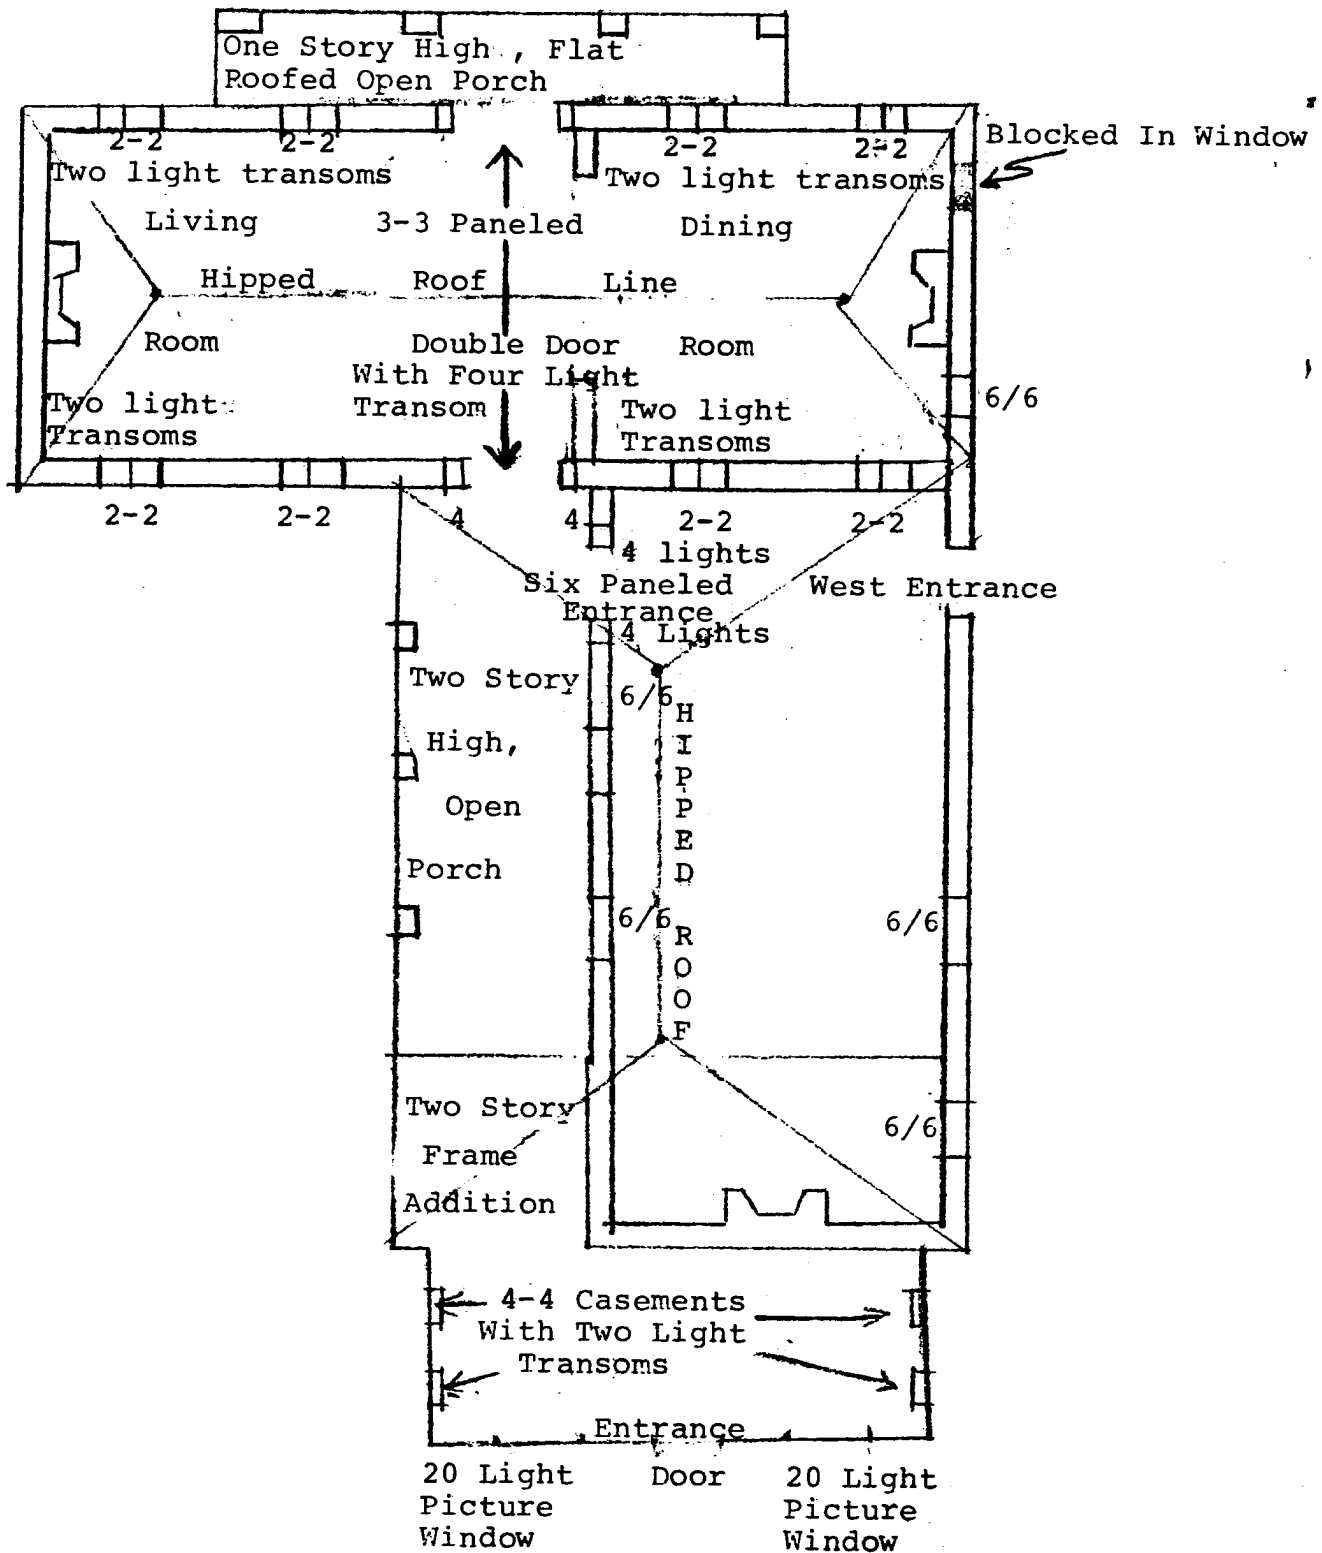 One Story High, Flat
Roofed Open Porch
Blocked In Window
2-2 2-2 2-2 2-2
Two light transoms
Two light transoms
Living 3-3 Paneled Dining
Hipped Roof Line
Room Double Door Room
With Four Light
Transom
6/6
Two light
Transoms
Two light
Transoms
2-2 2-2 4 4 2-2 2-2
4 lights
Six Paneled
Entrance
West Entrance
4 Lights
6/6
HIPPED ROOF
Two Story
High,
Open
Porch
6/6
6/6
Two Story
Frame
Addition
6/6
4-4 Casements
With Two Light
Transoms
Entrance
Door
20 Light
Picture
Window
20 Light
Picture
Window